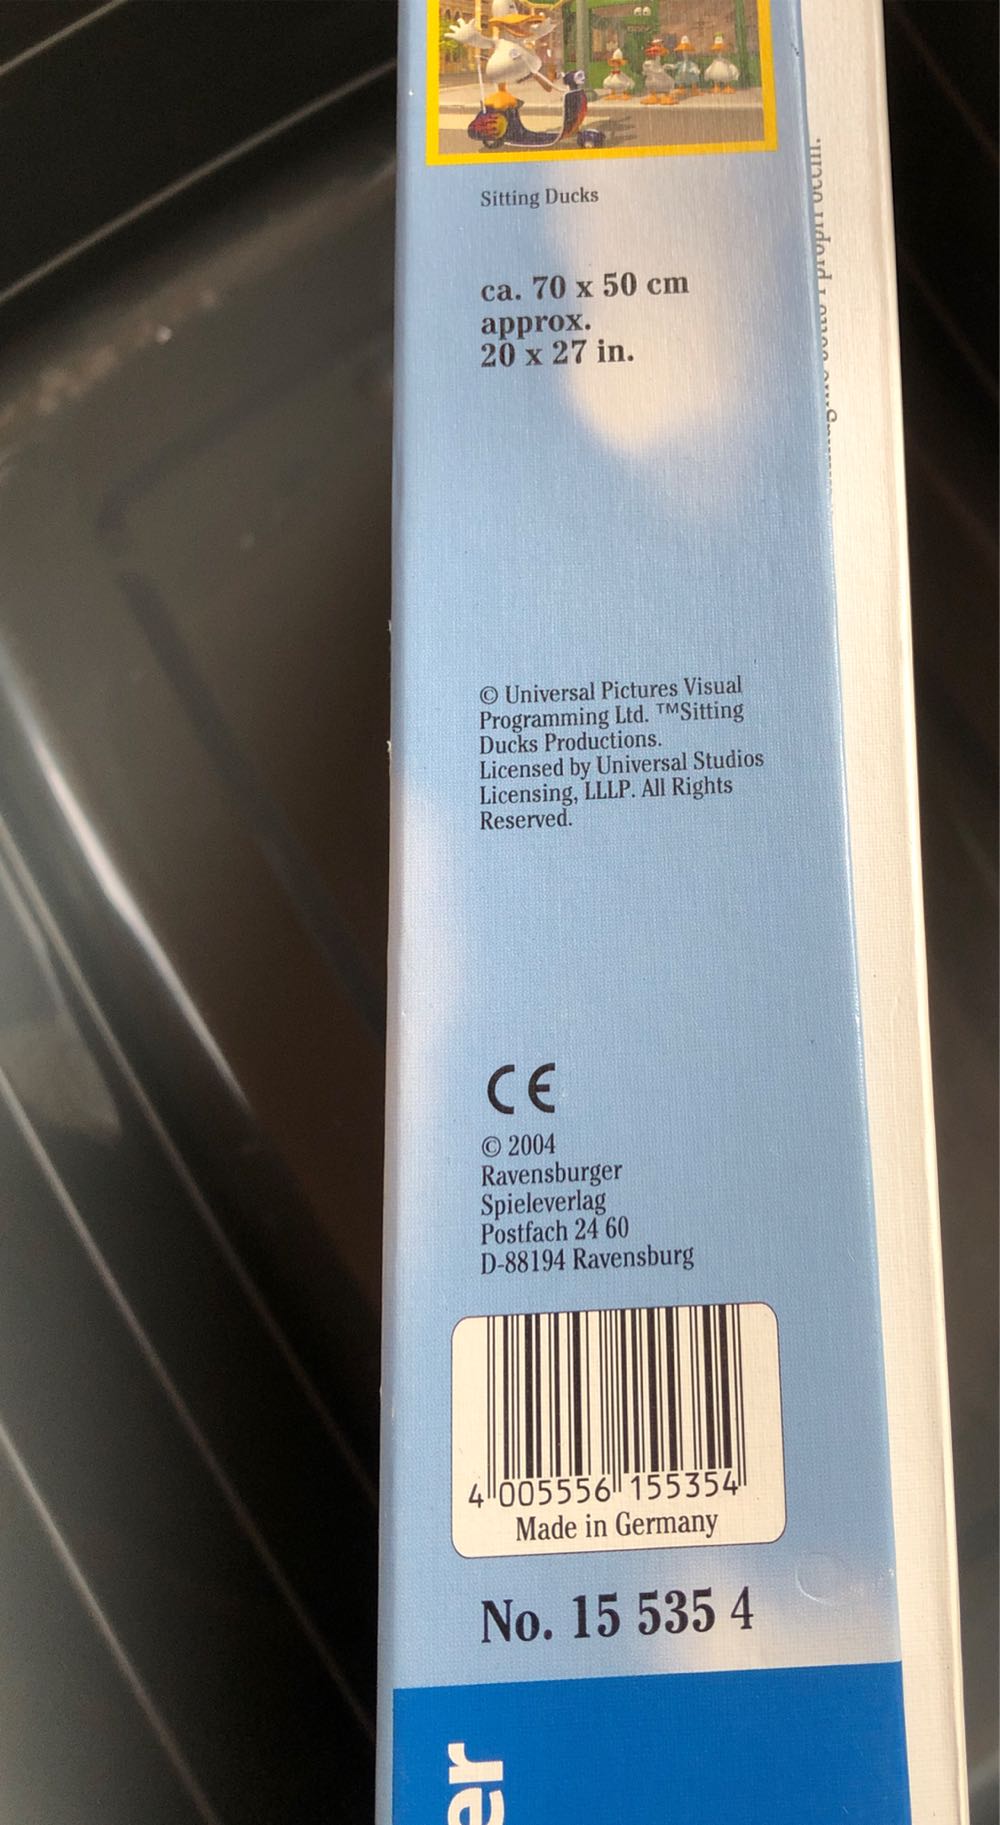 Sitting Ducks
ca. 70 x 50 cm
approx.
20 x 27 in.
© Universal Pictures Visual
Programming Ltd. ™Sitting
Ducks Productions.
Licensed by Universal Studios
Licensing, LLLP. All Rights
Reserved.
CE
© 2004
Ravensburger
Spieleverlag
Postfach 24 60
D-88194 Ravensburg
4 005556 155354
Made in Germany
No. 15 535 4
er